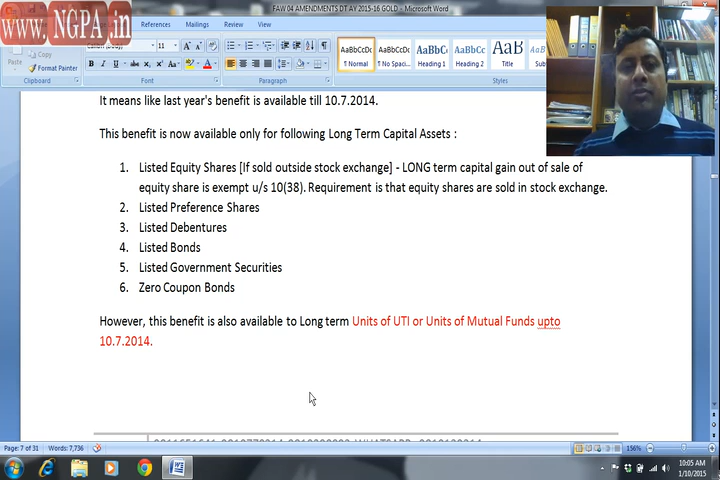 FAW 04 AMENDMENTS DT AY 2015-16 GOLD - Microsoft Word
www.NGPA.in
References Mailings Review View
11
Paste Format Painter
Clipboard Font Paragraph Styles
AaBbCcDc AaBbCcDc AaBbC AaBbCc AaB AaBbCc
¶ Normal ¶ No Spaci... Heading 1 Heading 2 Title Sub
It means like last year's benefit is available till 10.7.2014.
This benefit is now available only for following Long Term Capital Assets :
1. Listed Equity Shares [If sold outside stock exchange] - LONG term capital gain out of sale of
equity share is exempt u/s 10(38). Requirement is that equity shares are sold in stock exchange.
2. Listed Preference Shares
3. Listed Debentures
4. Listed Bonds
5. Listed Government Securities
6. Zero Coupon Bonds
However, this benefit is also available to Long term Units of UTI or Units of Mutual Funds upto
10.7.2014.
Page: 7 of 31 Words: 7,736 156%
10:05 AM
1/10/2015